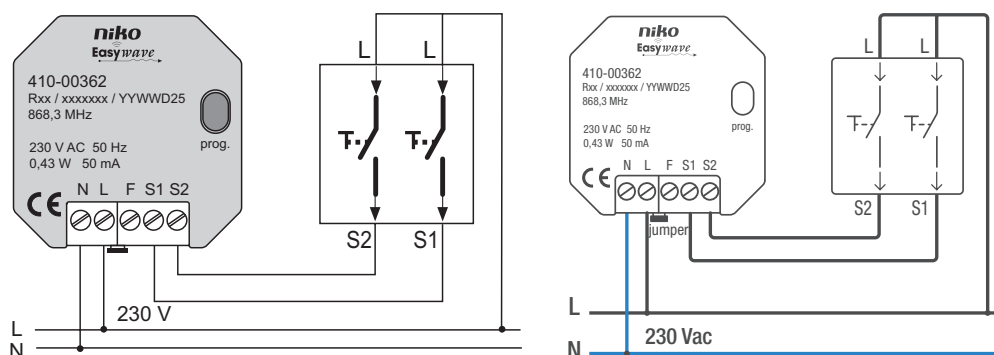 niko
Easywave
410-00362
Rxx / xxxxxxx / YYWWD25
868,3 MHz
230 V AC 50 Hz
0,43 W 50 mA
prog.
CE
N L F S1 S2
L L
S2 S1
230 V
L
N
niko
Easywave
410-00362
Rxx / xxxxxxx / YYWWD25
868,3 MHz
230 V AC 50 Hz
0,43 W 50 mA
prog.
CE
N L F S1 S2
jumper
L L
S2 S1
L
230 Vac
N